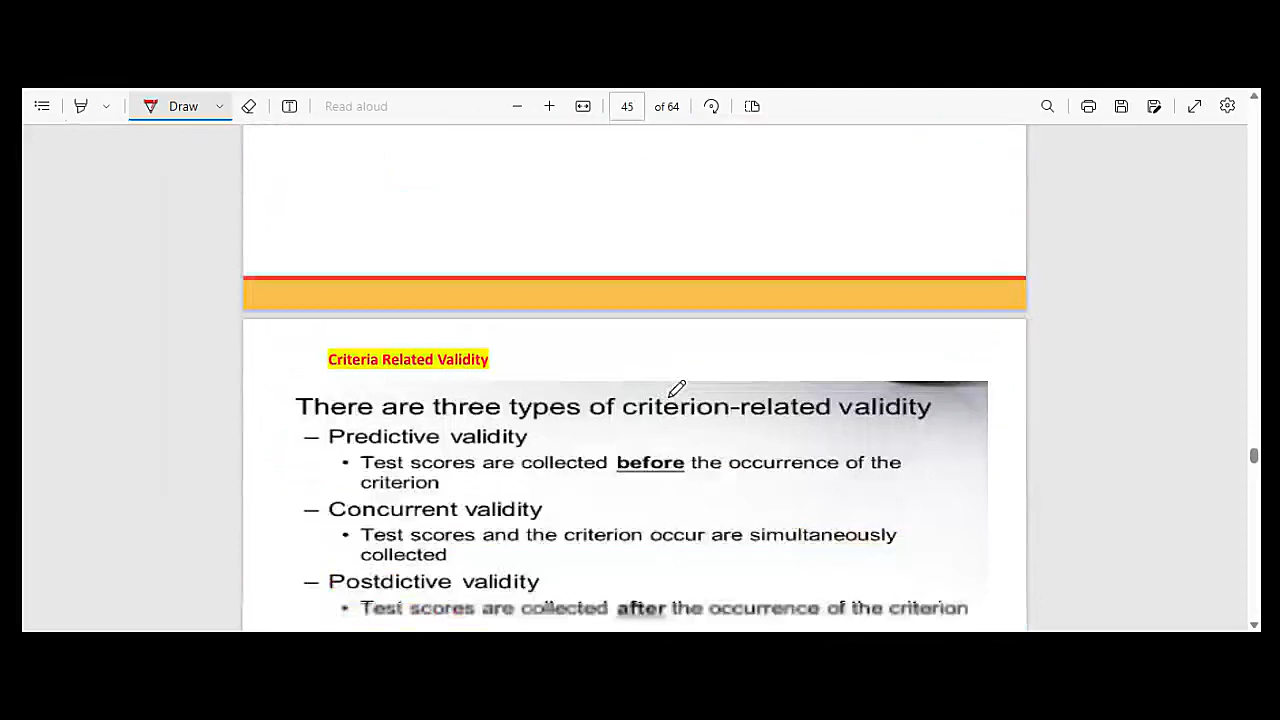 Draw
Read aloud
45 of 64
Criteria Related Validity
There are three types of criterion-related validity
– Predictive validity
• Test scores are collected before the occurrence of the
criterion
– Concurrent validity
• Test scores and the criterion occur are simultaneously
collected
– Postdictive validity
• Test scores are collected after the occurrence of the criterion